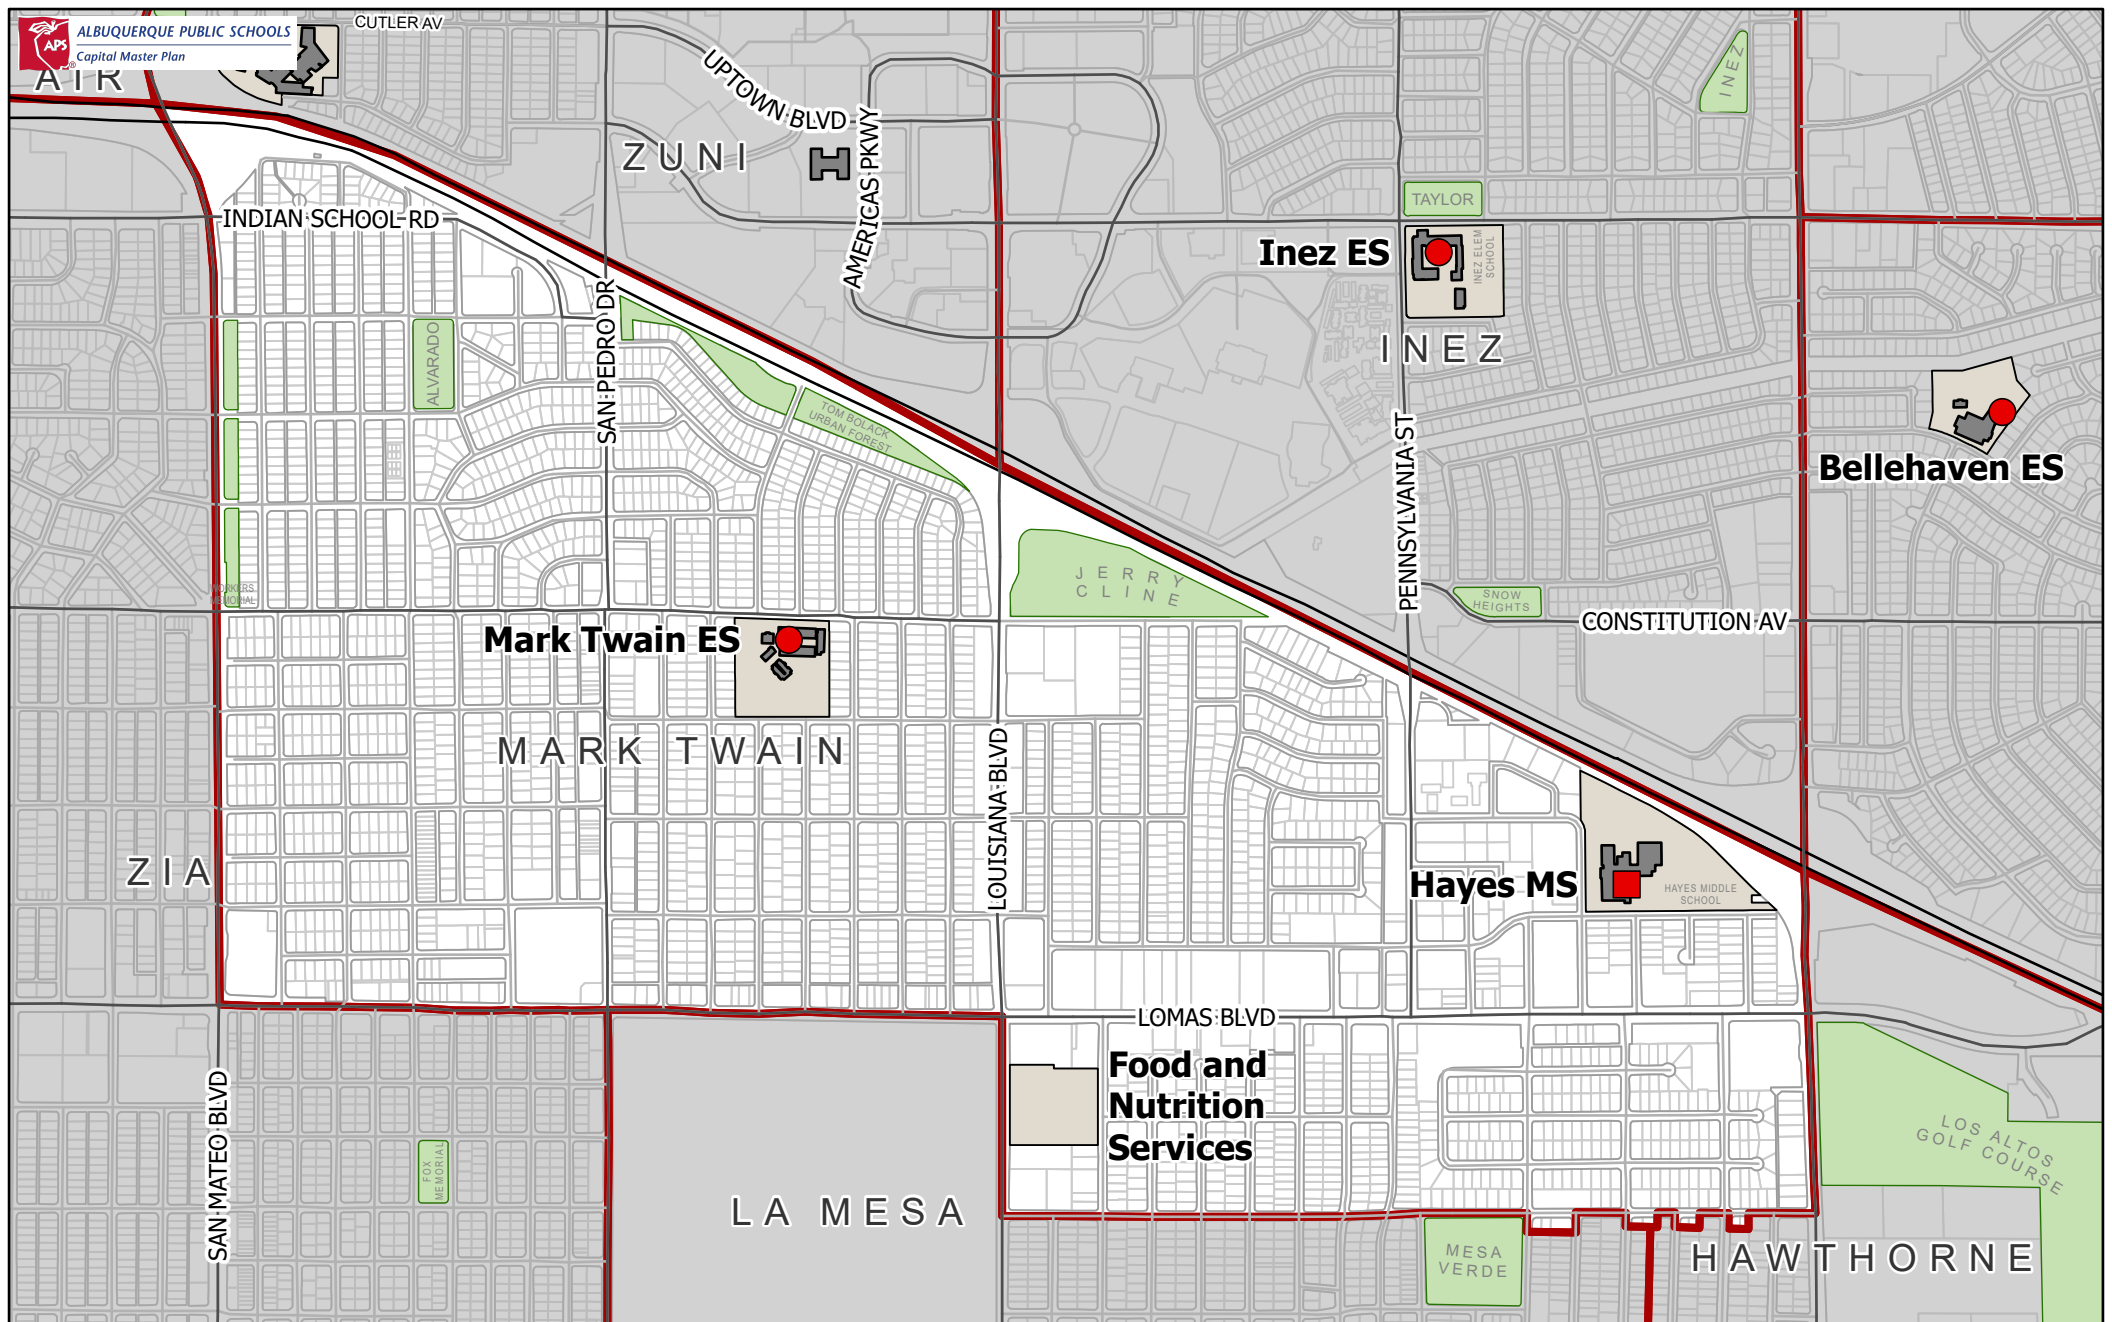 CUTLER AV
APS
®
ALBUQUERQUE PUBLIC SCHOOLS
Capital Master Plan
AIR
UPTOWN BLVD
AMERICAS PKWY
ZUNI
INEZ
TAYLOR
INDIAN SCHOOL RD
Inez ES
INEZ ELEM
SCHOOL
INEZ
SAN PEDRO DR
ALVARADO
TOM BOLACK
URBAN FOREST
PENNSYLVANIA ST
Bellehaven ES
JERRY
CLINE
WORKERS
MEMORIAL
SNOW
HEIGHTS
CONSTITUTION AV
Mark Twain ES
MARK TWAIN
LOUISIANA BLVD
ZIA
Hayes MS
HAYES MIDDLE
SCHOOL
LOMAS BLVD
Food and
Nutrition
Services
SAN MATEO BLVD
FOX
MEMORIAL
LA MESA
LOS ALTOS
GOLF COURSE
MESA
VERDE
HAWTHORNE